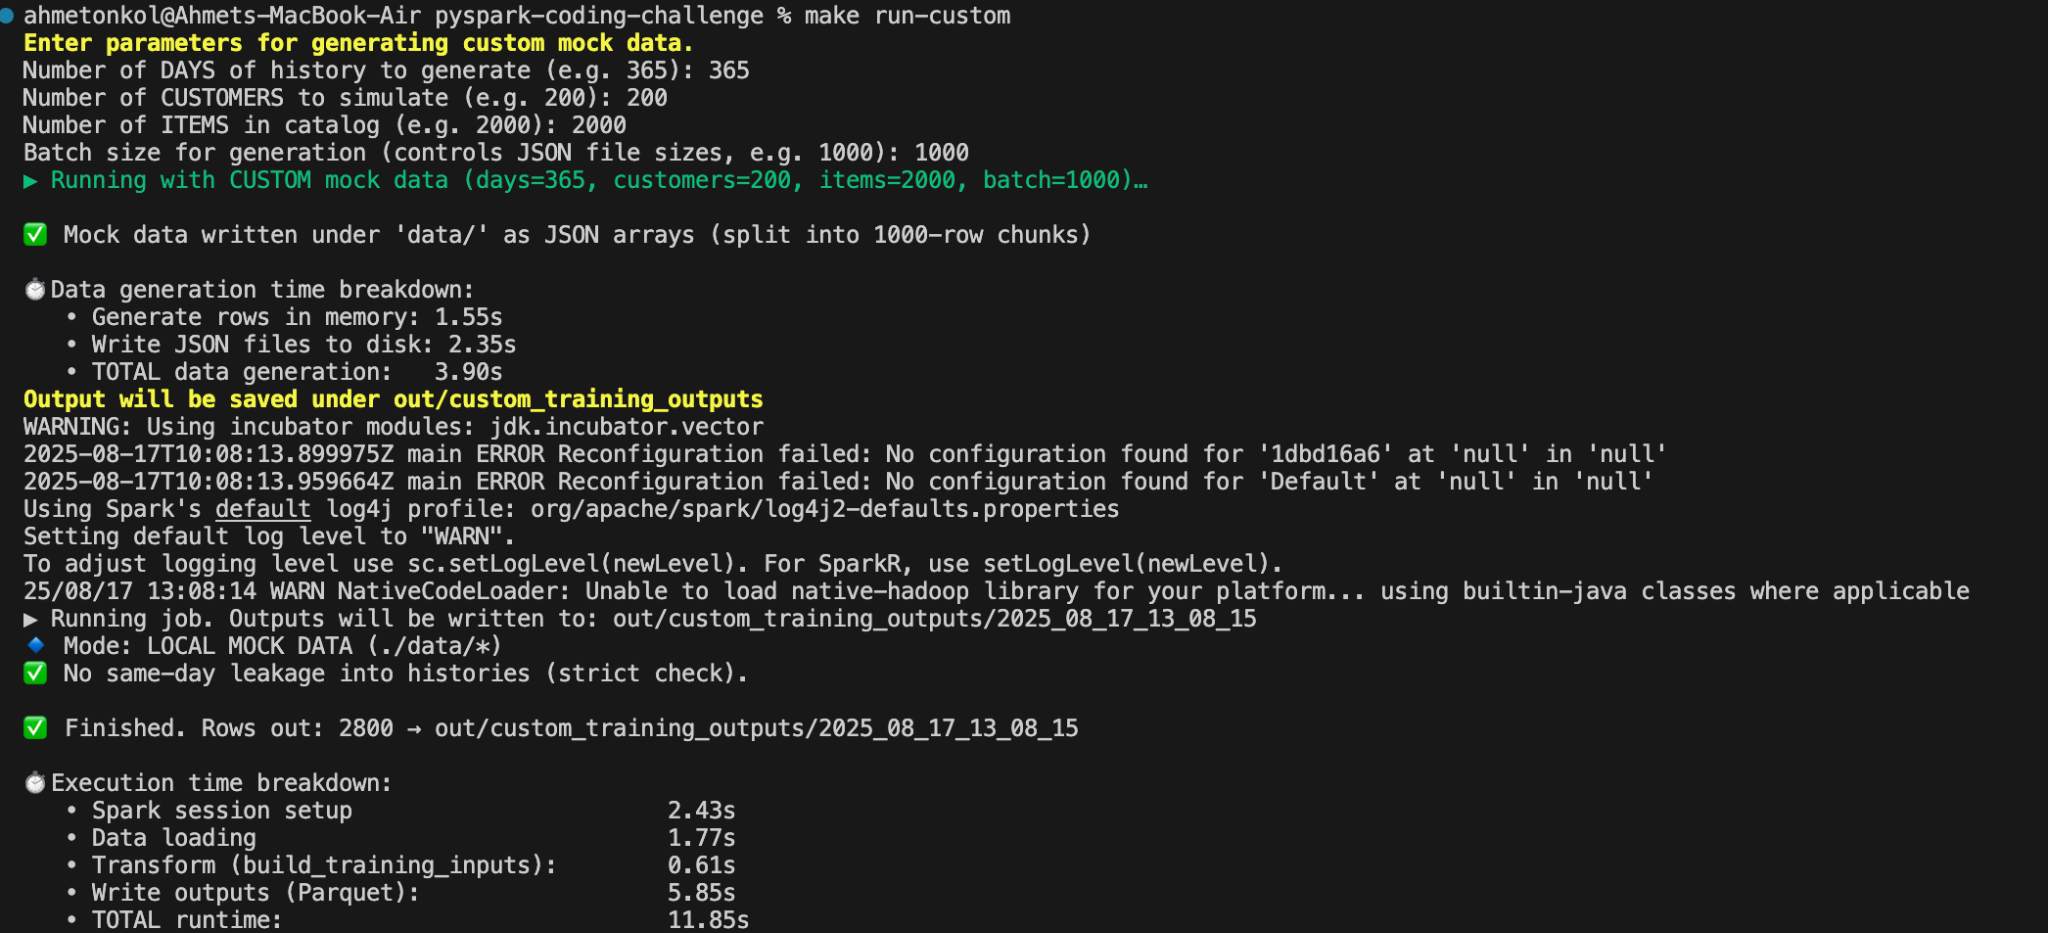 ahmetonkol@Ahmets-MacBook-Air pyspark-coding-challenge % make run-custom
Enter parameters for generating custom mock data.
Number of DAYS of history to generate (e.g. 365): 365
Number of CUSTOMERS to simulate (e.g. 200): 200
Number of ITEMS in catalog (e.g. 2000): 2000
Batch size for generation (controls JSON file sizes, e.g. 1000): 1000
▶ Running with CUSTOM mock data (days=365, customers=200, items=2000, batch=1000)…
✅ Mock data written under 'data/' as JSON arrays (split into 1000-row chunks)
⏱ Data generation time breakdown:
• Generate rows in memory: 1.55s
• Write JSON files to disk: 2.35s
• TOTAL data generation: 3.90s
Output will be saved under out/custom_training_outputs
WARNING: Using incubator modules: jdk.incubator.vector
2025-08-17T10:08:13.899975Z main ERROR Reconfiguration failed: No configuration found for '1dbd16a6' at 'null' in 'null'
2025-08-17T10:08:13.959664Z main ERROR Reconfiguration failed: No configuration found for 'Default' at 'null' in 'null'
Using Spark's default log4j profile: org/apache/spark/log4j2-defaults.properties
Setting default log level to "WARN".
To adjust logging level use sc.setLogLevel(newLevel). For SparkR, use setLogLevel(newLevel).
25/08/17 13:08:14 WARN NativeCodeLoader: Unable to load native-hadoop library for your platform... using builtin-java classes where applicable
▶ Running job. Outputs will be written to: out/custom_training_outputs/2025_08_17_13_08_15
🔹 Mode: LOCAL MOCK DATA (./data/*)
✅ No same-day leakage into histories (strict check).
✅ Finished. Rows out: 2800 → out/custom_training_outputs/2025_08_17_13_08_15
⏱ Execution time breakdown:
• Spark session setup 2.43s
• Data loading 1.77s
• Transform (build_training_inputs): 0.61s
• Write outputs (Parquet): 5.85s
• TOTAL runtime: 11.85s